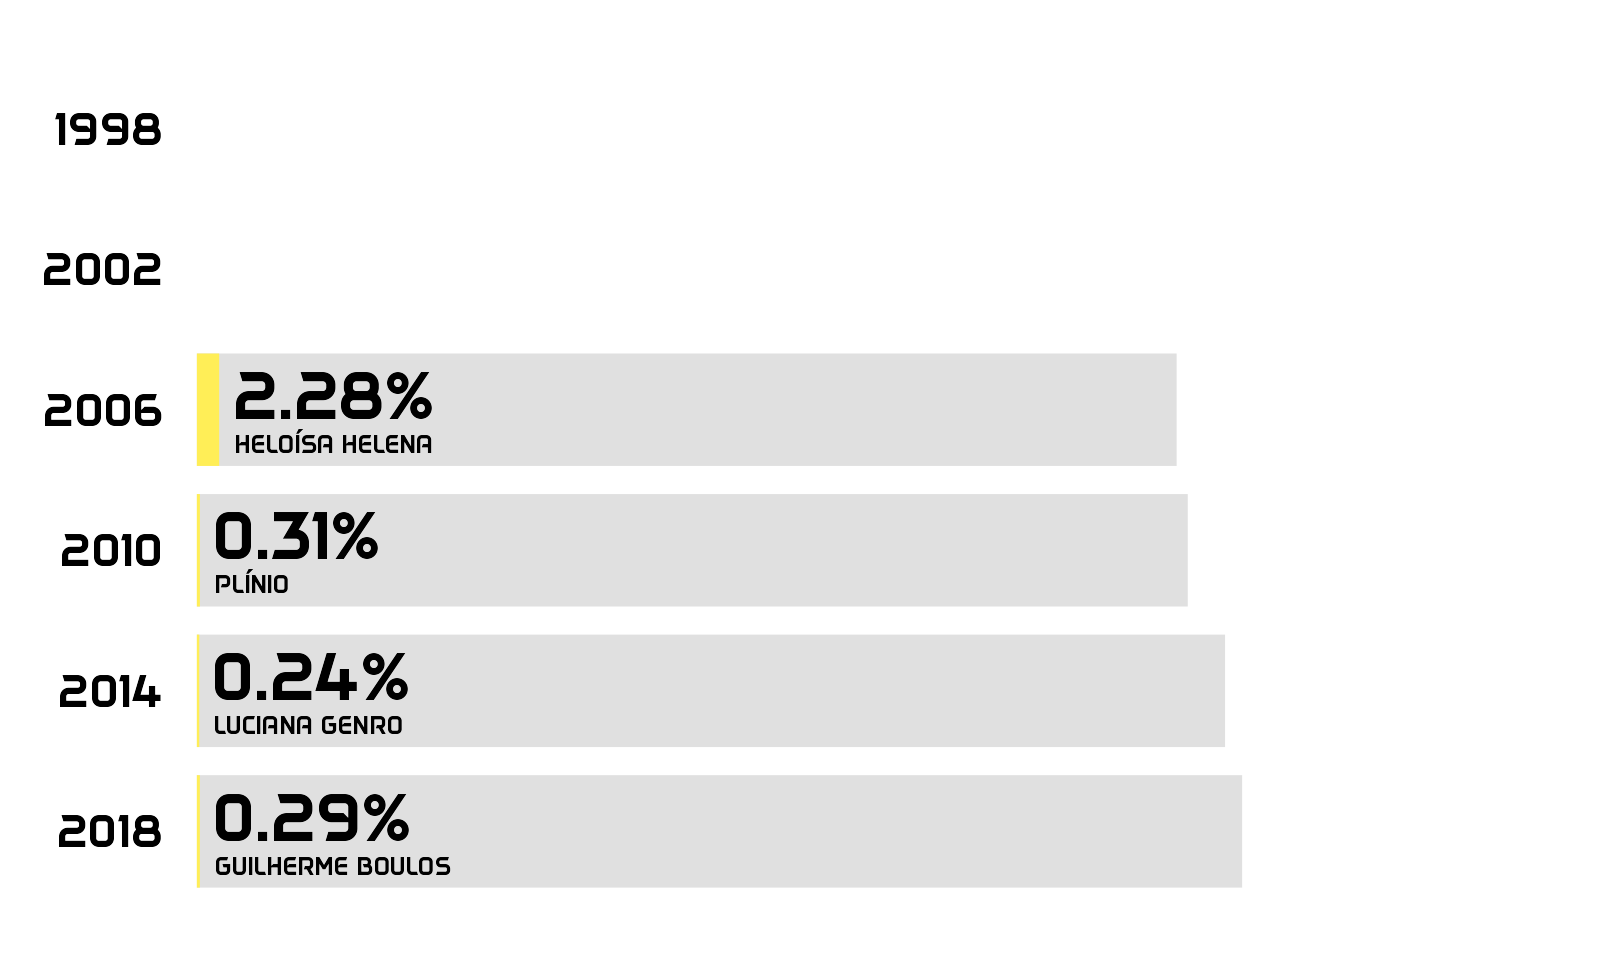 1998
2002
2006
2.28%
HELOÍSA HELENA
2010
0.31%
PLÍNIO
2014
0.24%
LUCIANA GENRO
2018
0.29%
GUILHERME BOULOS